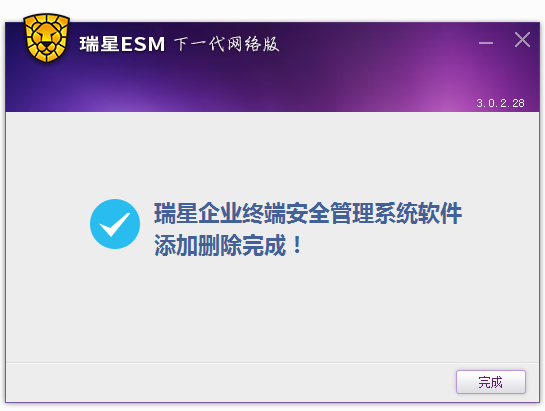 瑞星ESM 下一代网络版
3.0.2.28
瑞星企业终端安全管理系统软件
添加删除完成！
完成